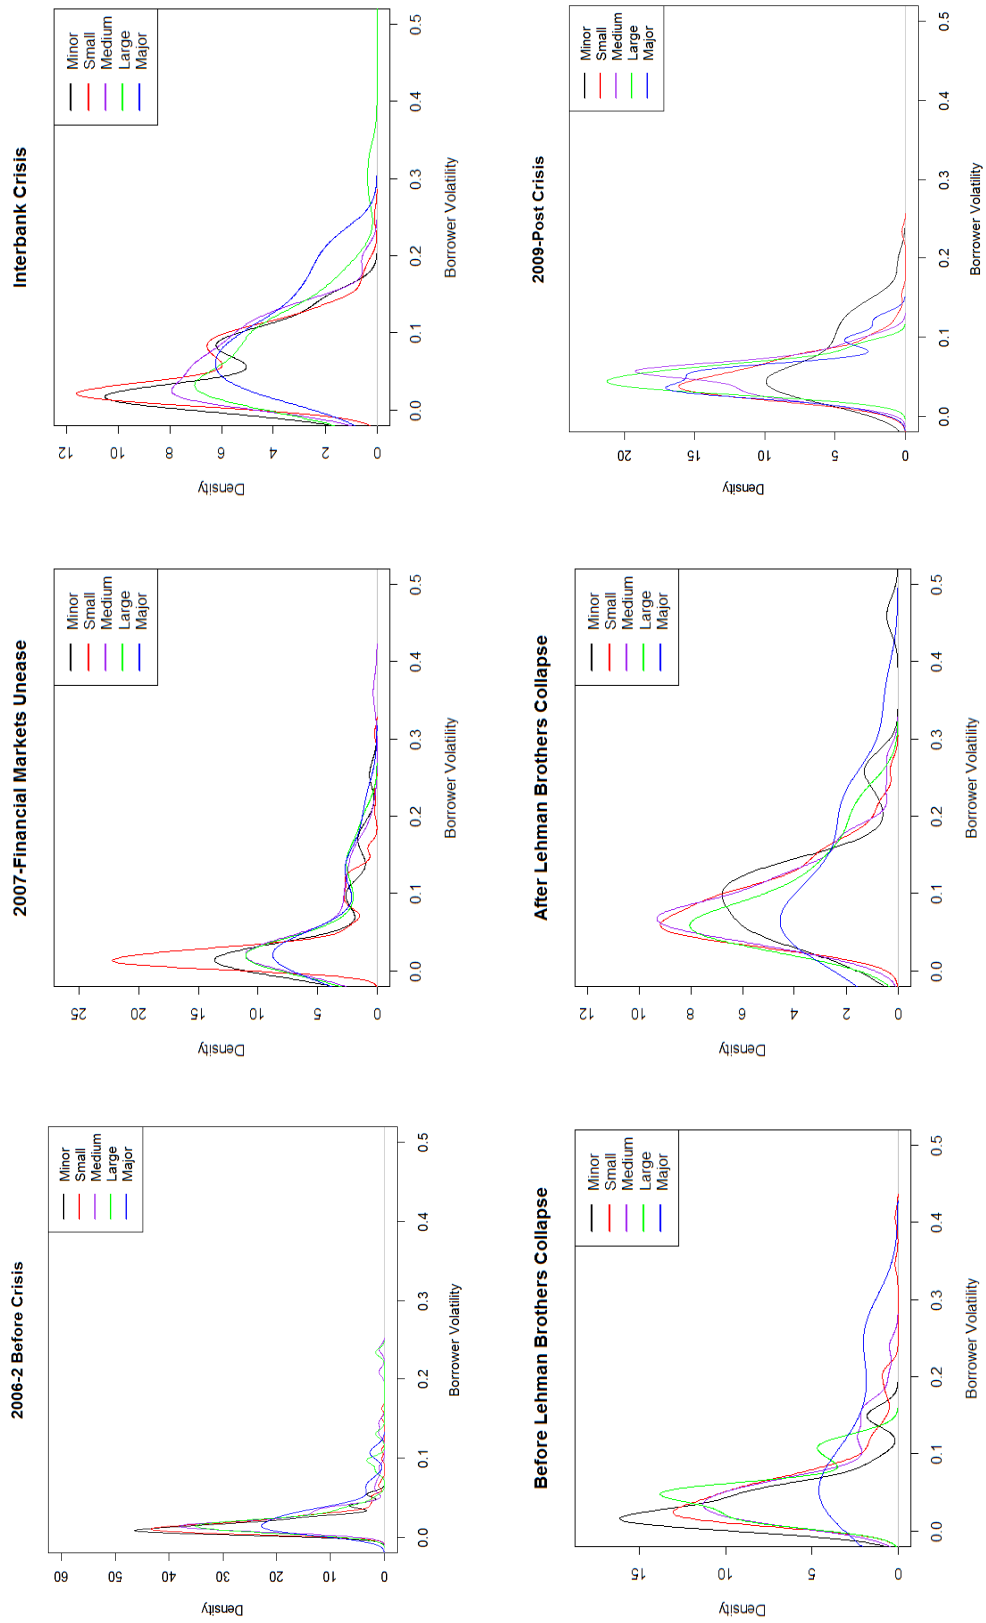 2006-2 Before Crisis
Density
60
50
40
30
20
10
0
0.0
0.1
0.2
0.3
0.4
0.5
Borrower Volatility
Minor
Small
Medium
Large
Major
2007-Financial Markets Unease
Density
25
20
15
10
5
0
0.0
0.1
0.2
0.3
0.4
0.5
Borrower Volatility
Minor
Small
Medium
Large
Major
Interbank Crisis
Density
12
10
8
6
4
2
0
0.0
0.1
0.2
0.3
0.4
0.5
Borrower Volatility
Minor
Small
Medium
Large
Major
Before Lehman Brothers Collapse
Density
15
10
5
0
0.0
0.1
0.2
0.3
0.4
0.5
Borrower Volatility
Minor
Small
Medium
Large
Major
After Lehman Brothers Collapse
Density
12
10
8
6
4
2
0
0.0
0.1
0.2
0.3
0.4
0.5
Borrower Volatility
Minor
Small
Medium
Large
Major
2009-Post Crisis
Density
20
15
10
5
0
0.0
0.1
0.2
0.3
0.4
0.5
Borrower Volatility
Minor
Small
Medium
Large
Major